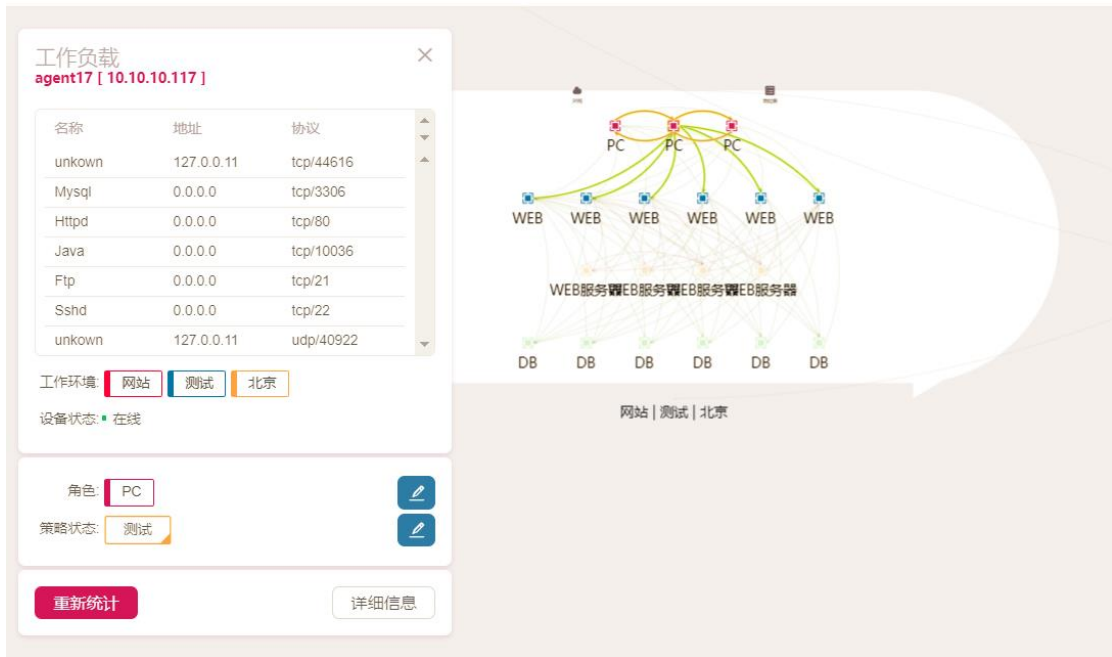 工作负载
agent17 [ 10.10.10.117 ]
名称 地址 协议
unkown 127.0.0.11 tcp/44616
Mysql 0.0.0.0 tcp/3306
Httpd 0.0.0.0 tcp/80
Java 0.0.0.0 tcp/10036
Ftp 0.0.0.0 tcp/21
Sshd 0.0.0.0 tcp/22
unkown 127.0.0.11 udp/40922
工作环境: 网站 测试 北京
设备状态: 在线
角色: PC
策略状态: 测试
重新统计 详细信息
PC PC PC
WEB WEB WEB WEB WEB WEB
WEB服务器 WEB服务器 WEB服务器 WEB服务器
DB DB DB DB DB DB
网站 | 测试 | 北京